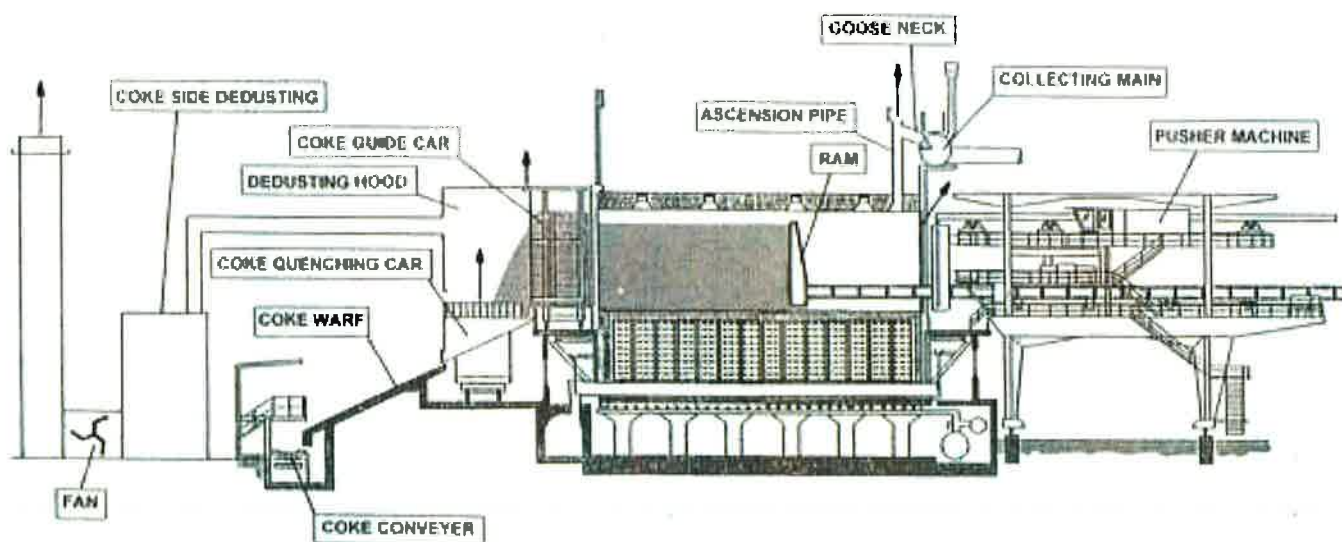 GOOSE NECK
COKE SIDE DEDUSTING
COLLECTING MAIN
ASCENSION PIPE
COKE GUIDE CAR
PUSHER MACHINE
RAM
DEDUSTING HOOD
COKE QUENCHING CAR
COKE WARF
FAN
COKE CONVEYER